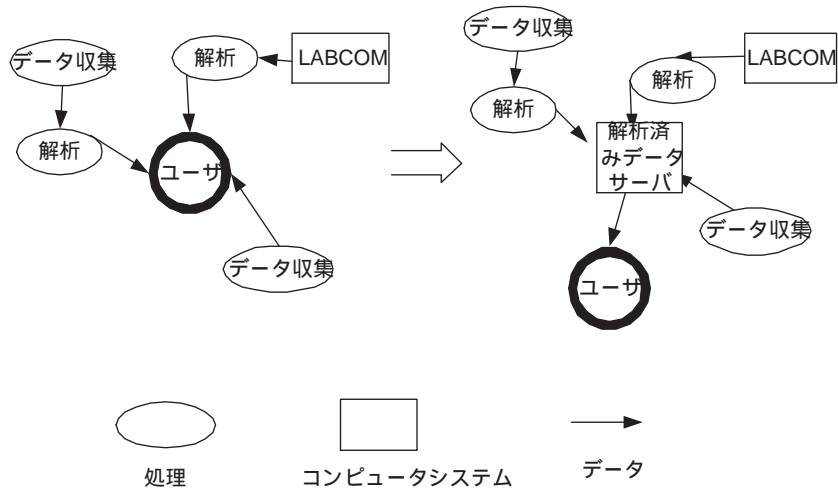 データ収集
解析
LABCOM
解析
ユーザ
データ収集
データ収集
解析
LABCOM
解析
解析済
みデータ
サーバ
データ収集
ユーザ
処理
コンピュータシステム
データ